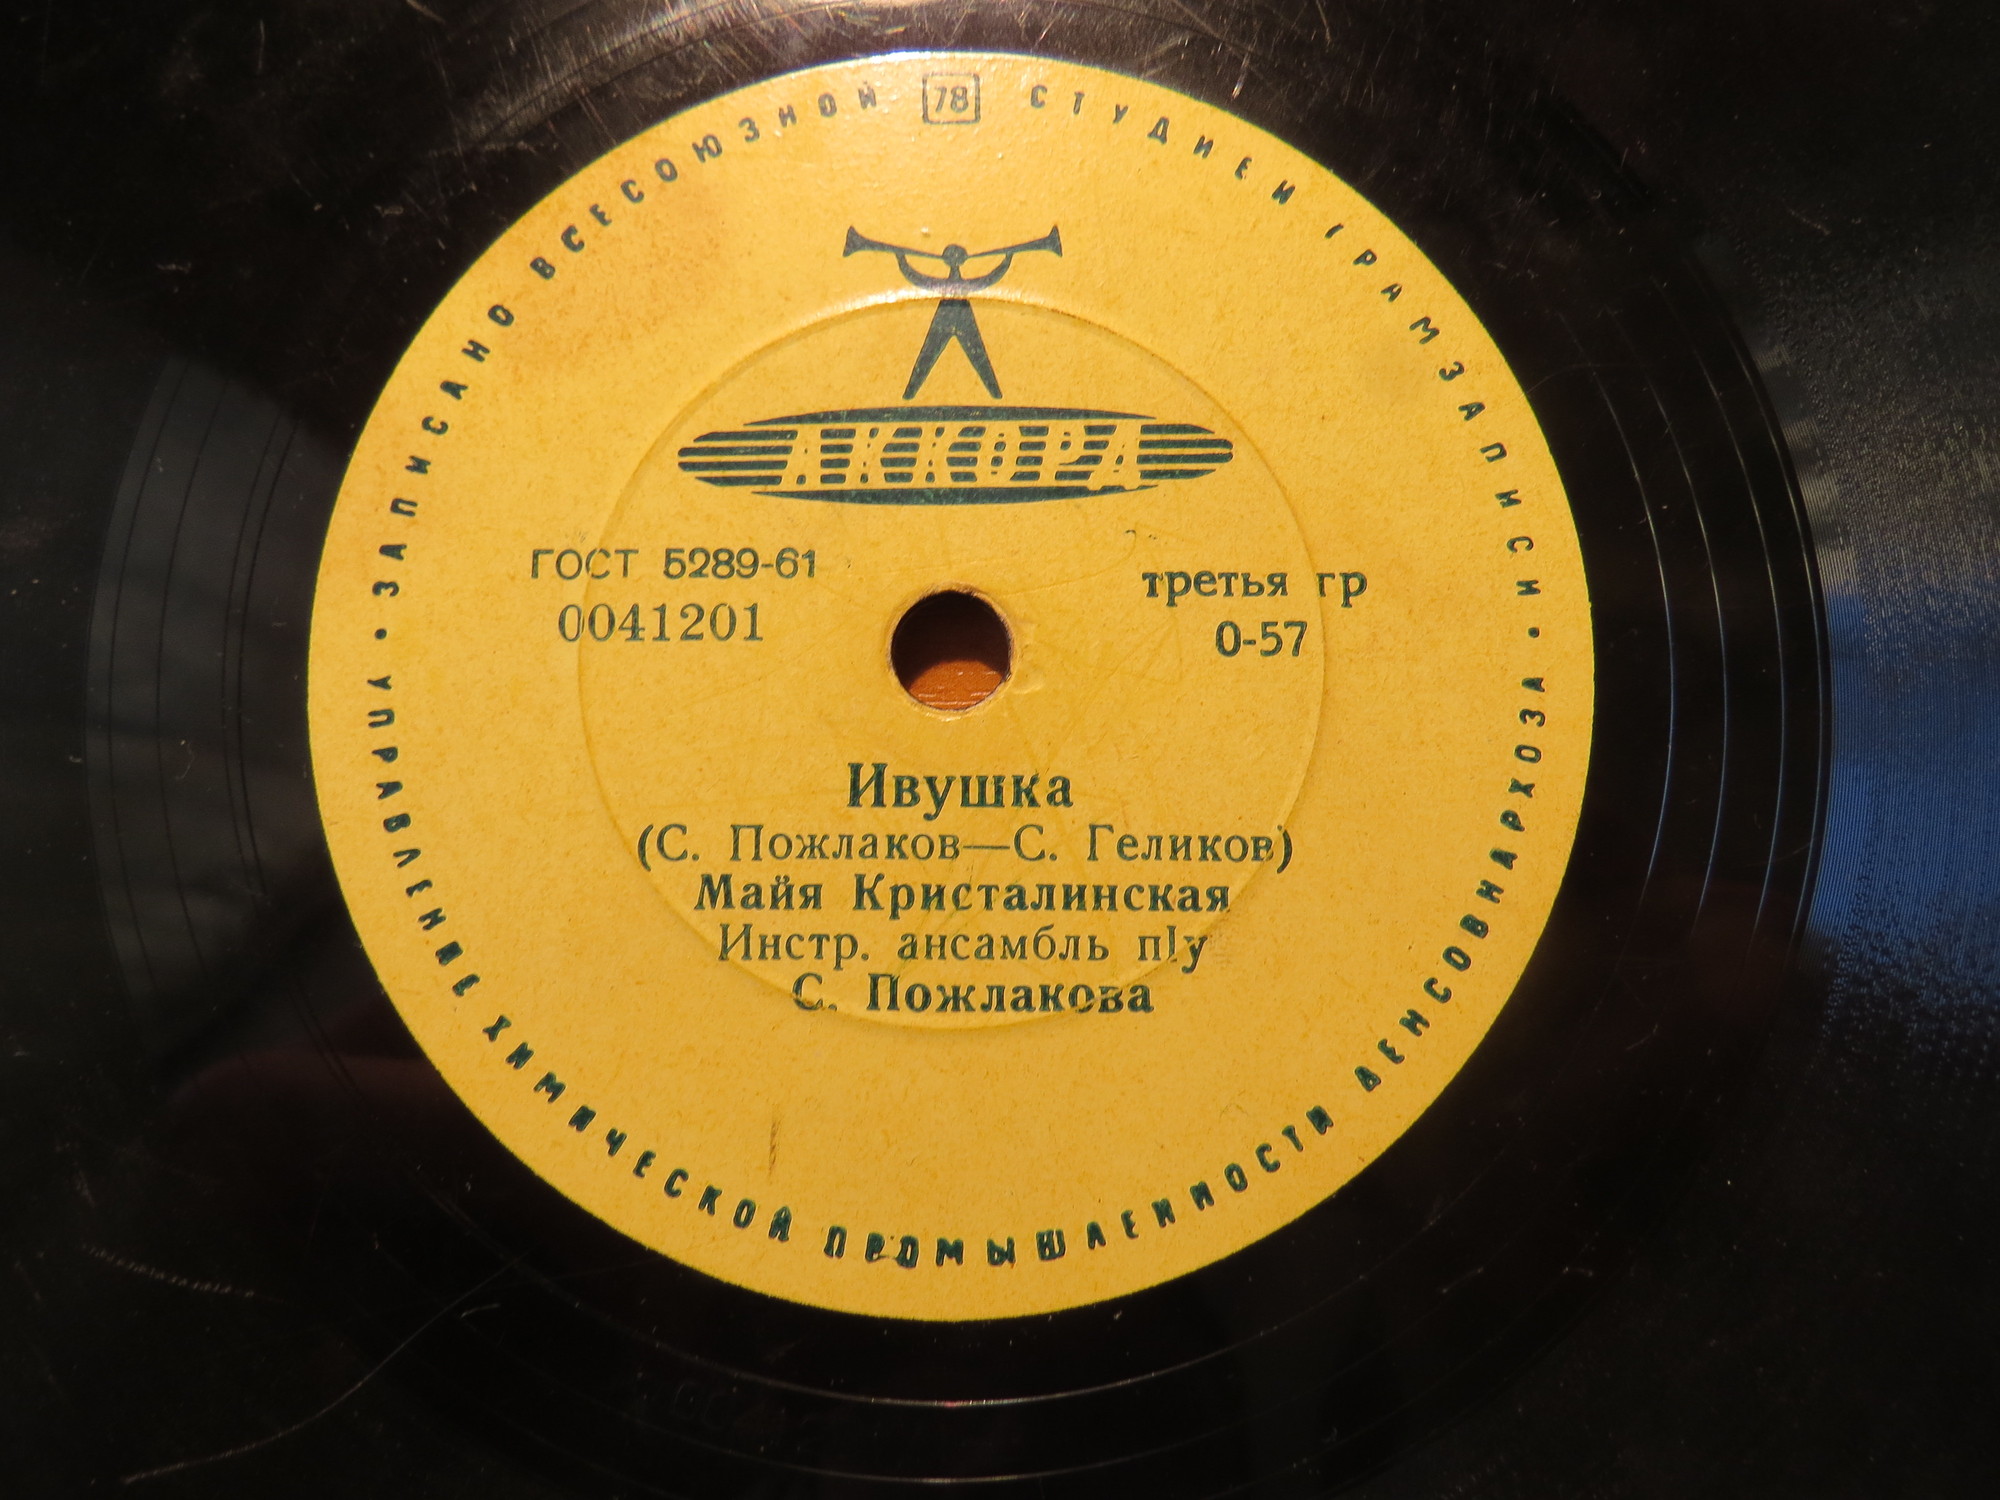 ЗАПИСАНО ВСЕСОЮЗНОЙ 78 СТУДИЕЙ ГРАМЗАПИСИ
АККОРД
ГОСТ 5289-61
0041201
третья гр
0-57
Ивушка
(С. Пожлаков—С. Геликов)
Майя Кристалинская
Инстр. ансамбль п/у
С. Пожлакова
УПРАВЛЕНИЕ ХИМИЧЕСКОЙ ПРОМЫШЛЕННОСТИ ЛЕНСОВНАРХОЗА